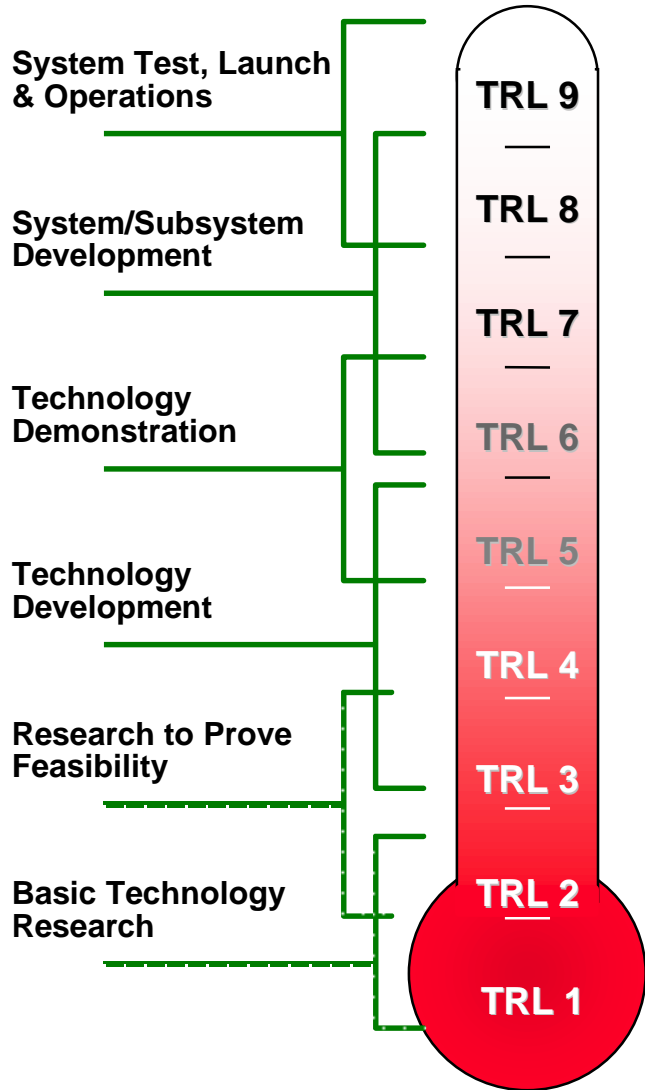 System Test, Launch
& Operations
System/Subsystem
Development
Technology
Demonstration
Technology
Development
Research to Prove
Feasibility
Basic Technology
Research
TRL 9
TRL 8
TRL 7
TRL 6
TRL 5
TRL 4
TRL 3
TRL 2
TRL 1